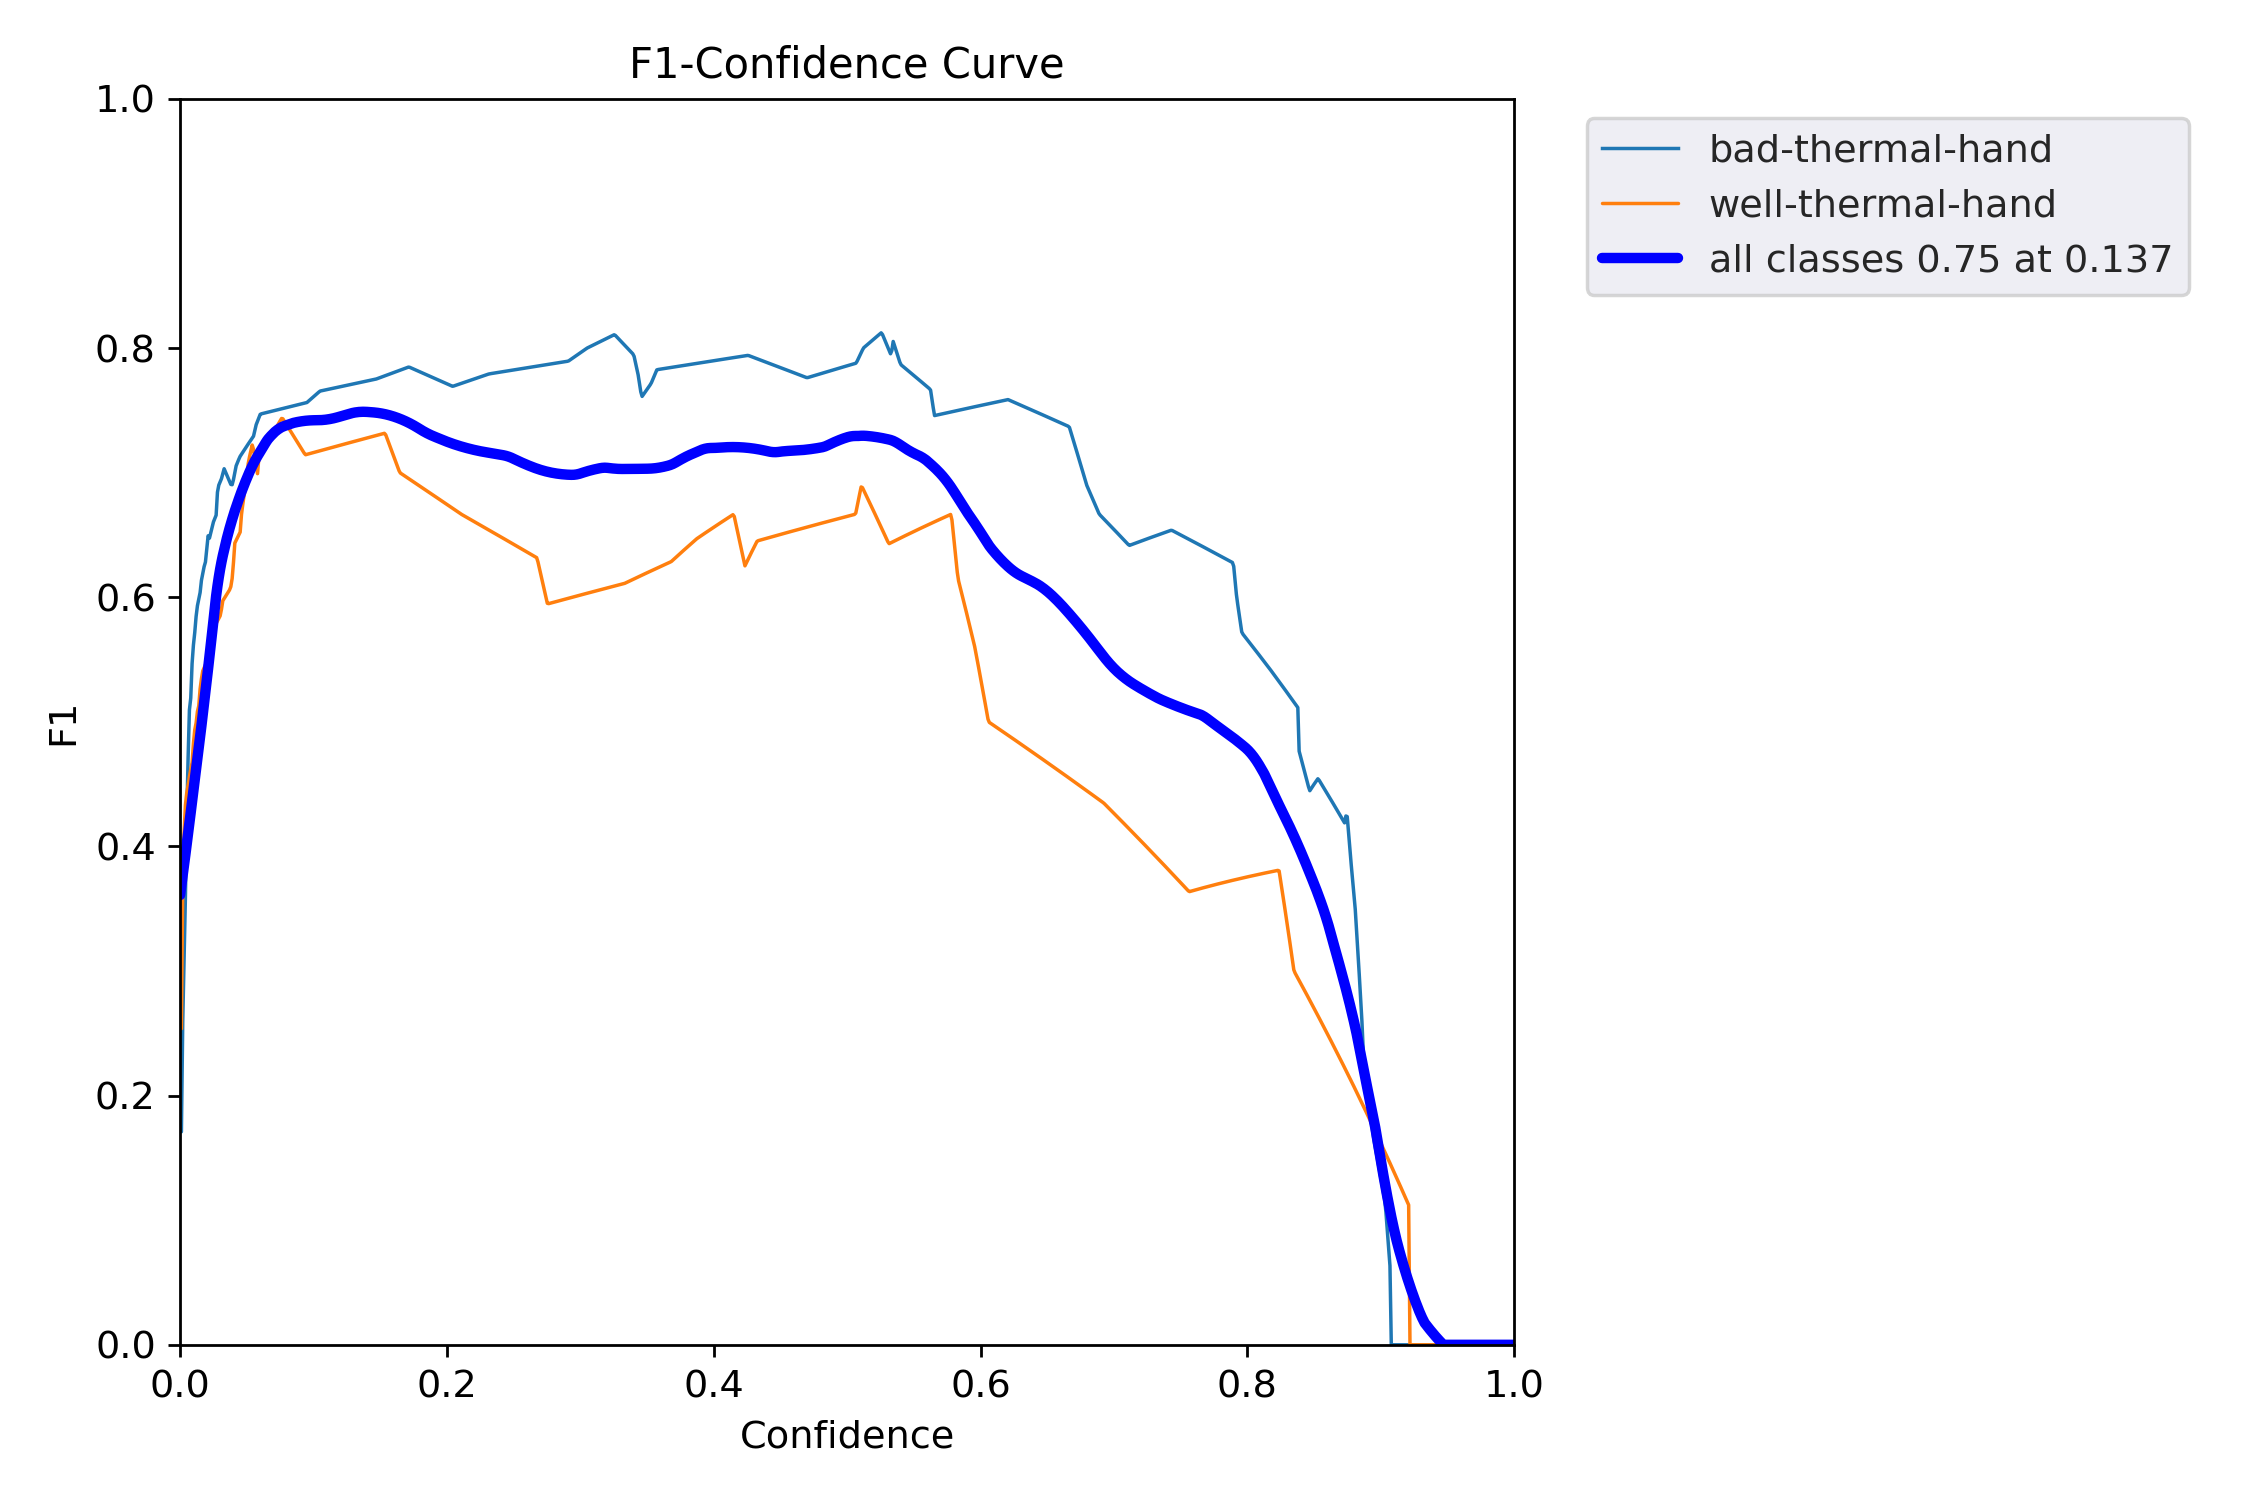 F1-Confidence Curve
bad-thermal-hand
well-thermal-hand
all classes 0.75 at 0.137
1.0
0.8
0.6
0.4
0.2
0.0
F1
0.0 0.2 0.4 0.6 0.8 1.0
Confidence